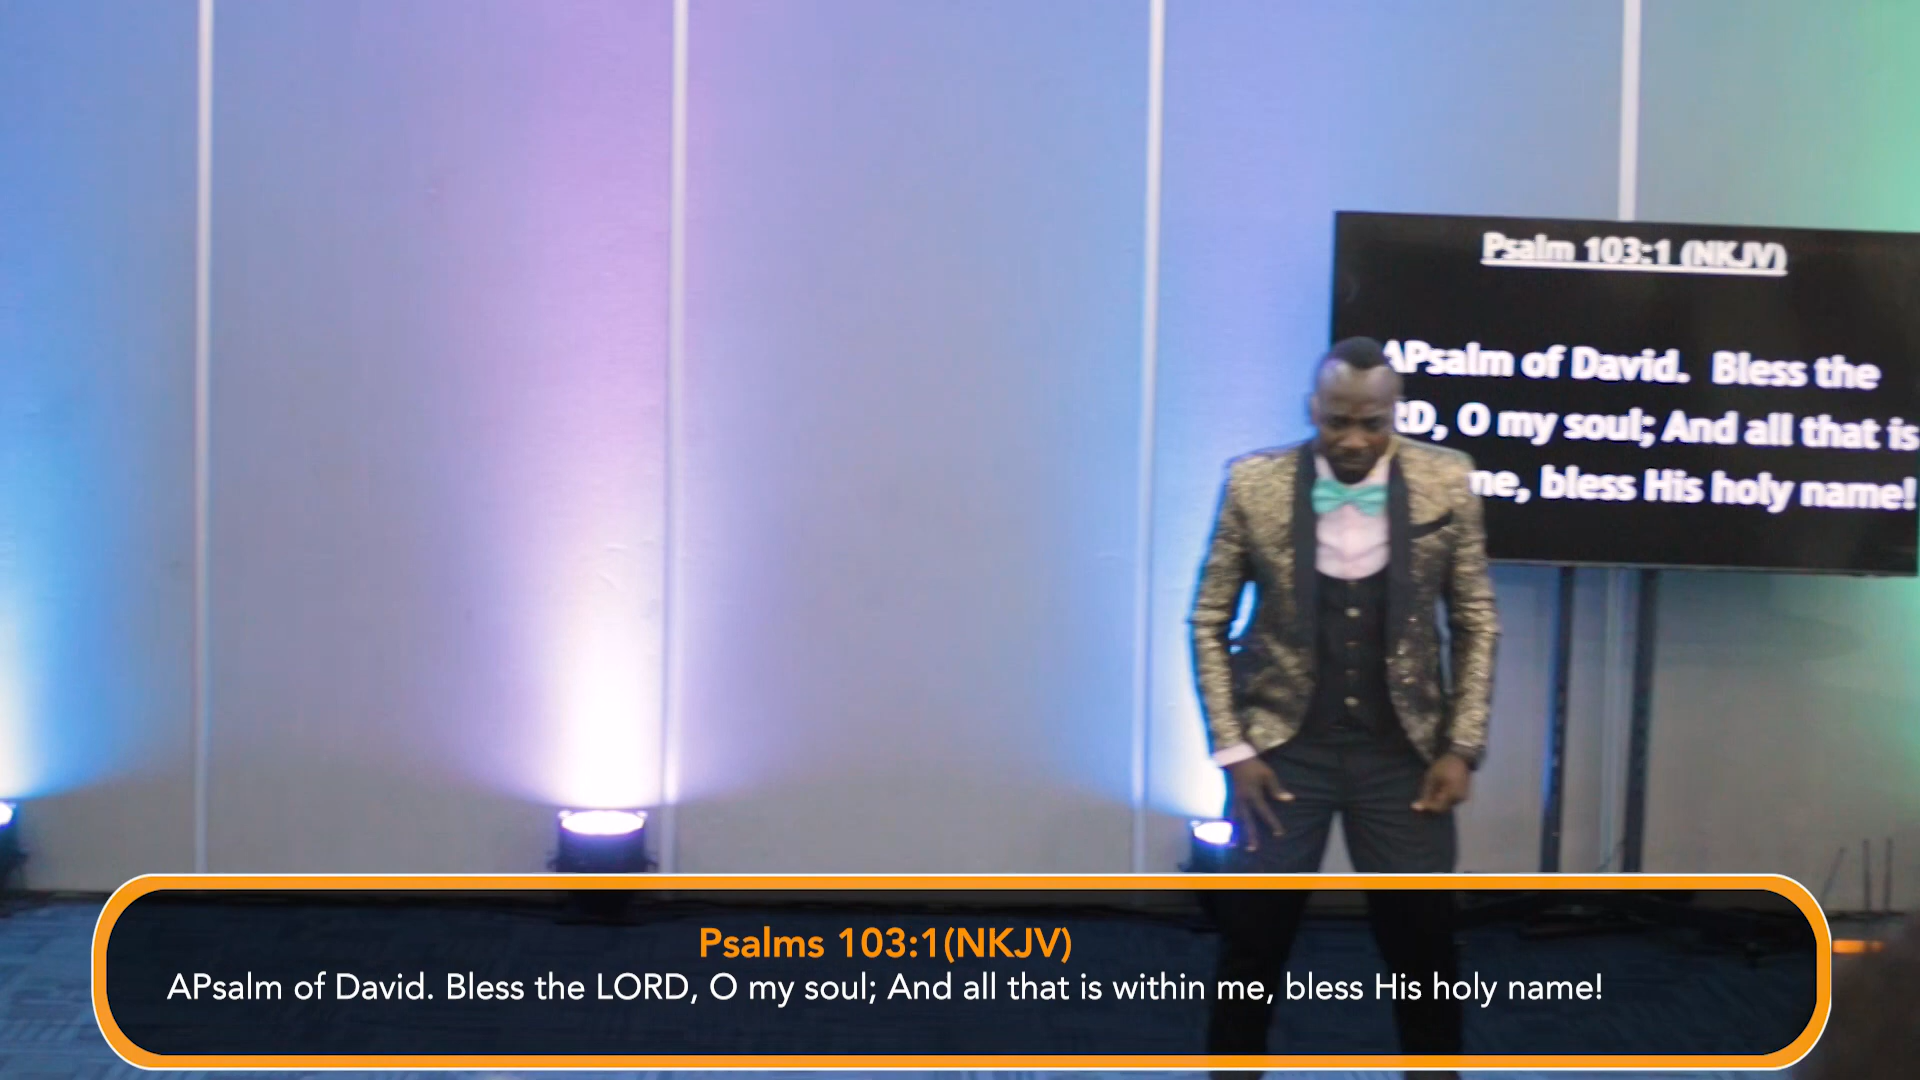 Psalm 103:1 (NKJV)
APsalm of David. Bless the
RD, O my soul; And all that is
me, bless His holy name!
Psalms 103:1(NKJV)
APsalm of David. Bless the LORD, O my soul; And all that is within me, bless His holy name!